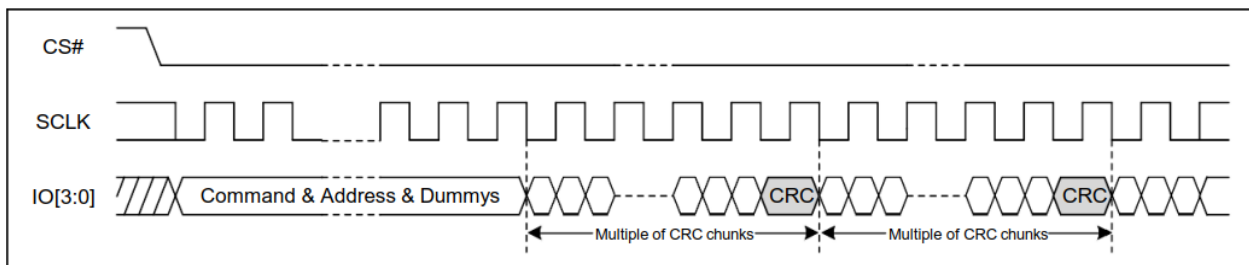 CS#
SCLK
IO[3:0]
Command & Address & Dummys
CRC
CRC
Multiple of CRC chunks
Multiple of CRC chunks